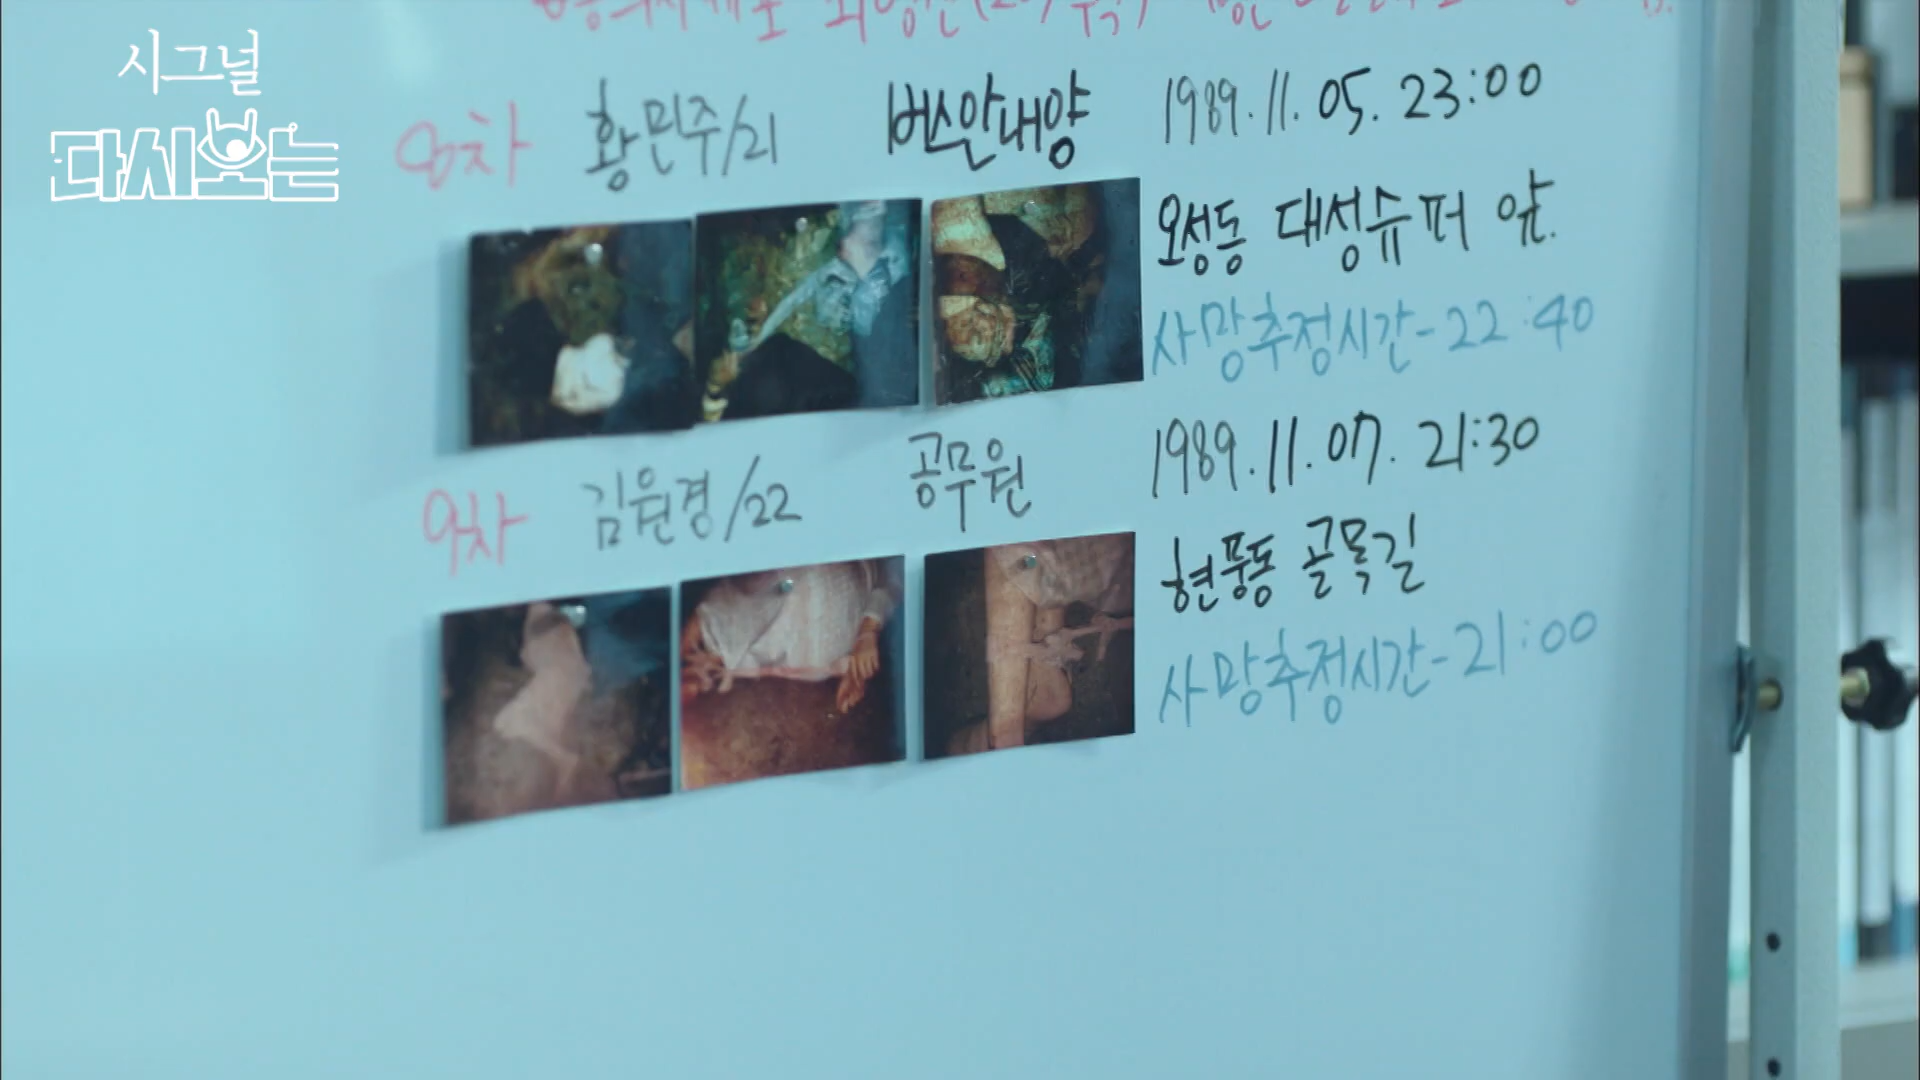 시그널
다시보는
8차 황민주/21 버스안내양 1989.11.05. 23:00
오성동 대성슈퍼 앞.
사망추정시간-22:40
9차 김원경/22 공무원 1989.11.07. 21:30
현풍동 골목길
사망추정시간-21:00